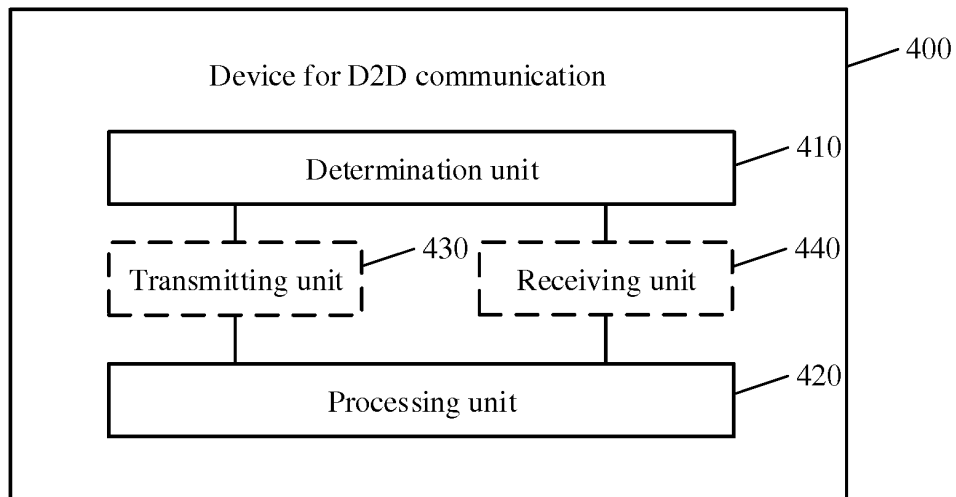 400
Device for D2D communication
410
Determination unit
430
440
Transmitting unit
Receiving unit
420
Processing unit